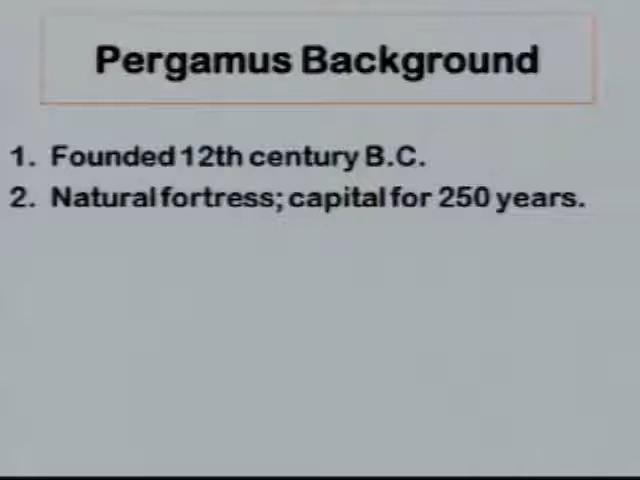 Pergamus Background
1. Founded 12th century B.C.
2. Natural fortress; capital for 250 years.